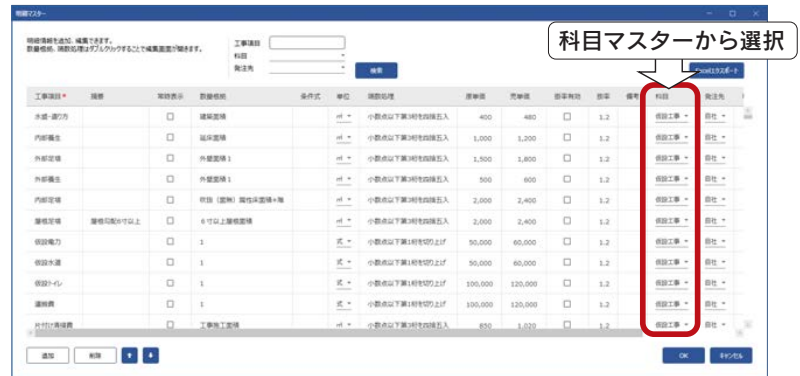 明細マスター
明細情報を追加、編集できます。
数量根拠、端数処理はダブルクリックすることで編集画面が開きます。
工事項目
科目
発注先
検索
科目マスターから選択
Excelエクスポート
工事項目* 摘要 常時表示 数量根拠 条件式 単位 端数処理 原単価 売単価 掛率有効 掛率 備考 科目 発注先
水盛・遣り方 建築面積 ㎡ 小数点以下第3桁を四捨五入 400 480 1.2 仮設工事 自社
内部養生 延床面積 ㎡ 小数点以下第3桁を四捨五入 1,000 1,200 1.2 仮設工事 自社
外部足場 外壁面積1 ㎡ 小数点以下第3桁を四捨五入 1,500 1,800 1.2 仮設工事 自社
外部養生 外壁面積1 ㎡ 小数点以下第3桁を四捨五入 500 600 1.2 仮設工事 自社
内部足場 吹抜（面無）属性床面積+階 ㎡ 小数点以下第3桁を四捨五入 2,000 2,400 1.2 仮設工事 自社
屋根足場 屋根勾配6寸以上 6寸以上屋根面積 ㎡ 小数点以下第3桁を四捨五入 2,000 2,400 1.2 仮設工事 自社
仮設電力 1 式 小数点以下第1桁を切り上げ 50,000 60,000 1.2 仮設工事 自社
仮設水道 1 式 小数点以下第1桁を切り上げ 50,000 60,000 1.2 仮設工事 自社
仮設トイレ 1 式 小数点以下第1桁を切り上げ 100,000 120,000 1.2 仮設工事 自社
運搬費 1 式 小数点以下第1桁を切り上げ 100,000 120,000 1.2 仮設工事 自社
片付け清掃費 工事施工面積 ㎡ 小数点以下第3桁を四捨五入 850 1,020 1.2 仮設工事 自社
追加 削除 OK キャンセル